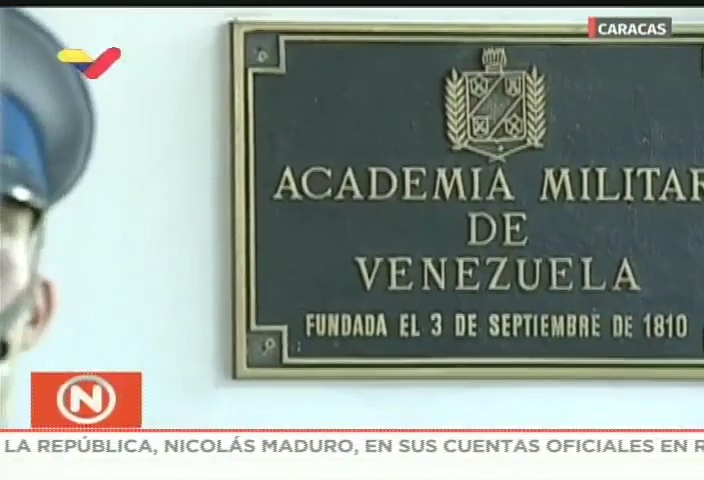 CARACAS
ACADEMIA MILITAR
DE
VENEZUELA
FUNDADA EL 3 DE SEPTIEMBRE DE 1810
N
LA REPÚBLICA, NICOLÁS MADURO, EN SUS CUENTAS OFICIALES EN R